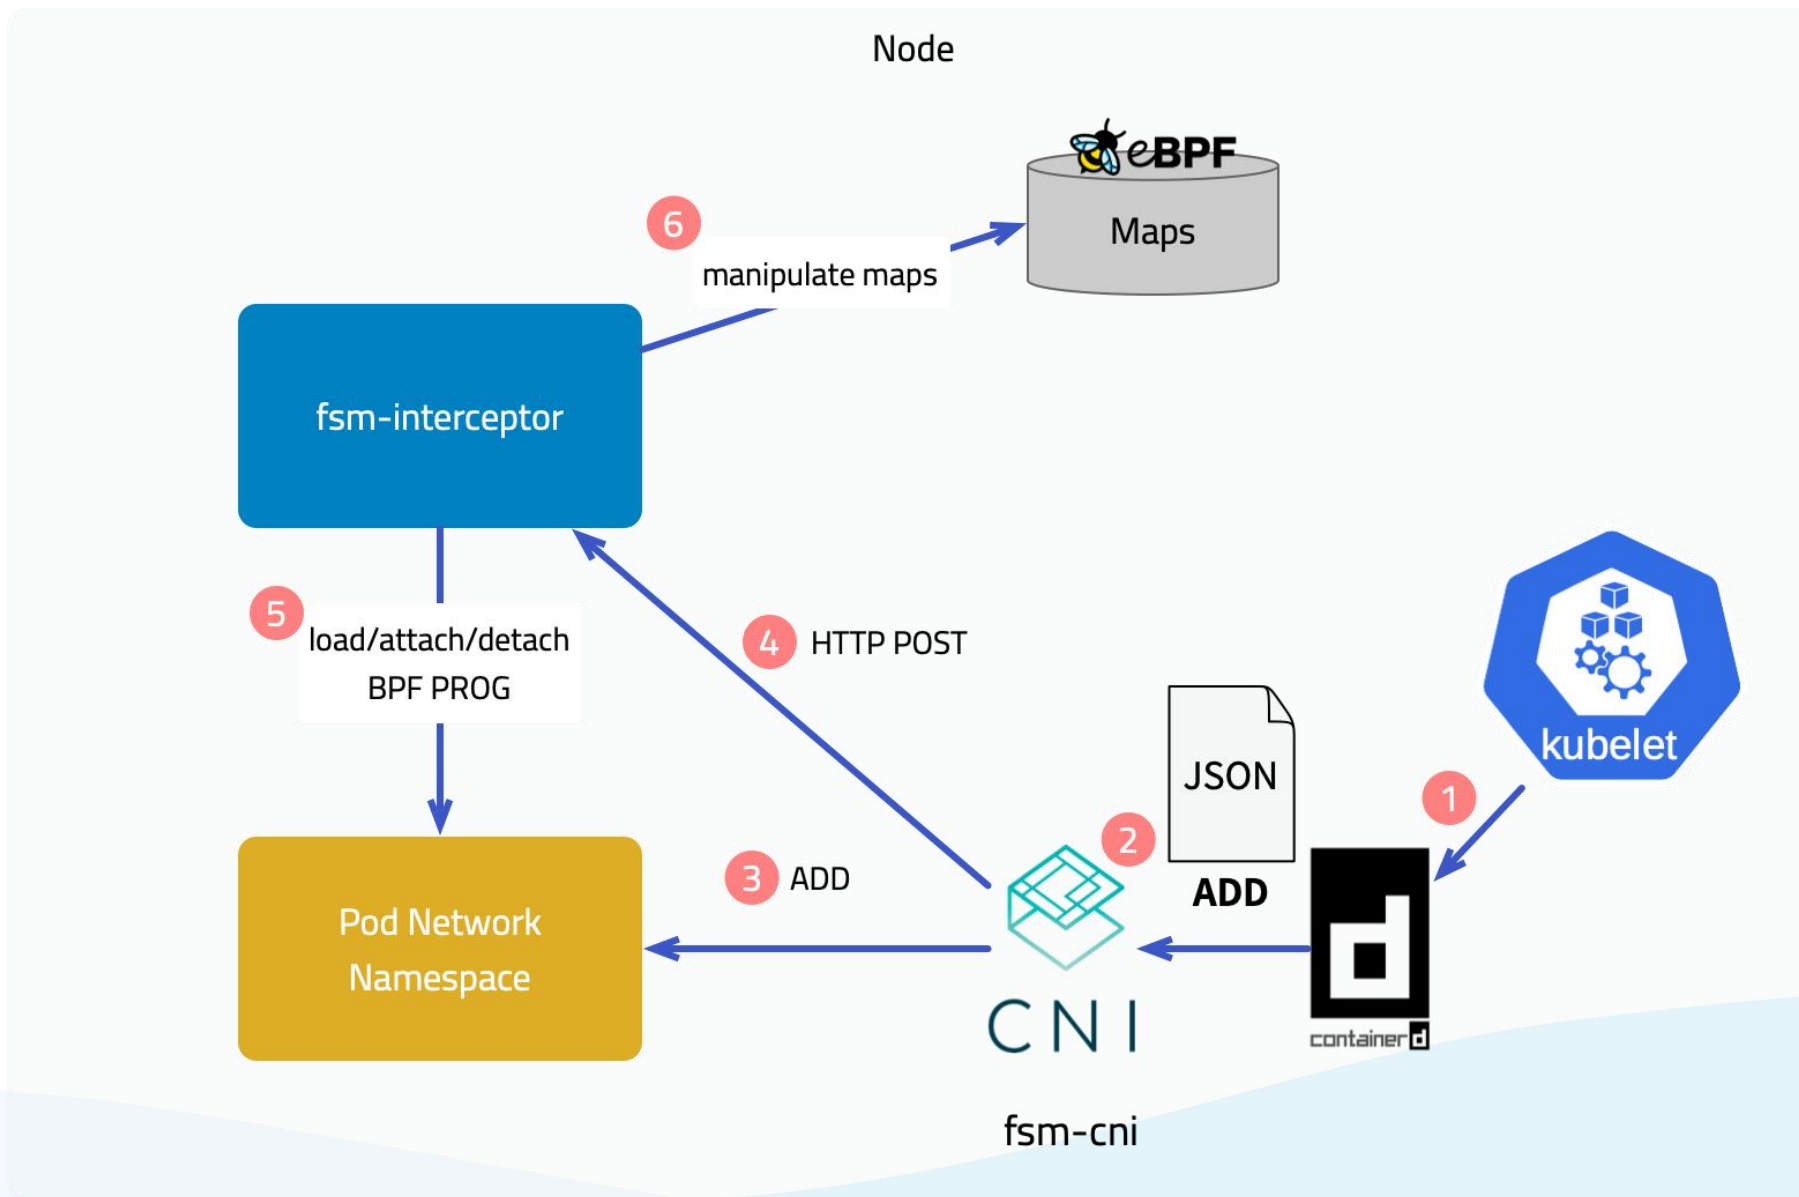 Node
eBPF
Maps
6
manipulate maps
fsm-interceptor
5
load/attach/detach
BPF PROG
4 HTTP POST
kubelet
1
JSON
2
ADD
3 ADD
Pod Network
Namespace
d
CNI
containerd
fsm-cni